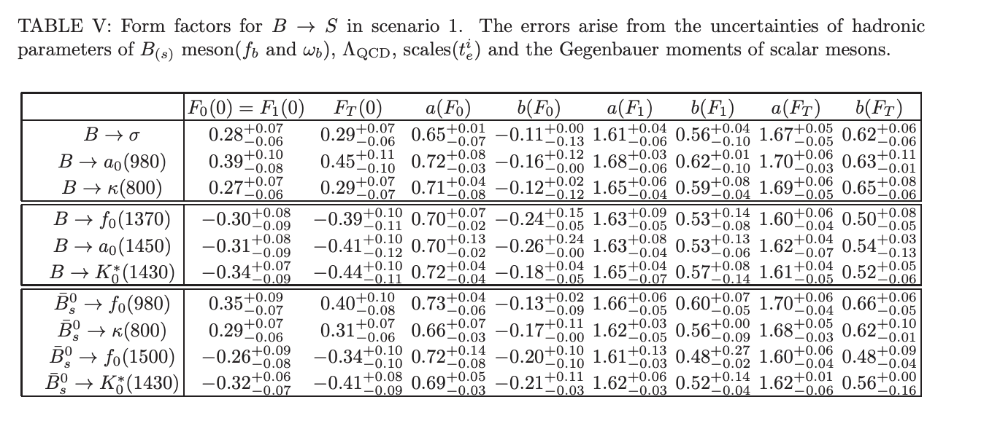 TABLE V: Form factors for B → S in scenario 1. The errors arise from the uncertainties of hadronic
parameters of B_{(s)} meson(f_b and ω_b), Λ_{QCD}, scales(t_e^i) and the Gegenbauer moments of scalar mesons.
F_0(0) = F_1(0) F_T(0) a(F_0) b(F_0) a(F_1) b(F_1) a(F_T) b(F_T)
B → σ 0.28^{+0.07}_{−0.06} 0.29^{+0.07}_{−0.06} 0.65^{+0.01}_{−0.07} −0.11^{+0.00}_{−0.13} 1.61^{+0.04}_{−0.06} 0.56^{+0.04}_{−0.10} 1.67^{+0.05}_{−0.05} 0.62^{+0.06}_{−0.06}
B → a_0(980) 0.39^{+0.10}_{−0.08} 0.45^{+0.11}_{−0.10} 0.72^{+0.08}_{−0.03} −0.16^{+0.12}_{−0.00} 1.68^{+0.03}_{−0.06} 0.62^{+0.01}_{−0.10} 1.70^{+0.06}_{−0.03} 0.63^{+0.11}_{−0.01}
B → κ(800) 0.27^{+0.07}_{−0.06} 0.29^{+0.07}_{−0.07} 0.71^{+0.04}_{−0.08} −0.12^{+0.02}_{−0.12} 1.65^{+0.06}_{−0.04} 0.59^{+0.08}_{−0.04} 1.69^{+0.06}_{−0.05} 0.65^{+0.08}_{−0.06}
B → f_0(1370) −0.30^{+0.08}_{−0.09} −0.39^{+0.10}_{−0.11} 0.70^{+0.07}_{−0.02} −0.24^{+0.15}_{−0.05} 1.63^{+0.09}_{−0.05} 0.53^{+0.14}_{−0.08} 1.60^{+0.06}_{−0.04} 0.50^{+0.08}_{−0.05}
B → a_0(1450) −0.31^{+0.08}_{−0.09} −0.41^{+0.10}_{−0.12} 0.70^{+0.13}_{−0.02} −0.26^{+0.24}_{−0.00} 1.63^{+0.08}_{−0.04} 0.53^{+0.13}_{−0.06} 1.62^{+0.04}_{−0.07} 0.54^{+0.03}_{−0.13}
B → K_0^*(1430) −0.34^{+0.07}_{−0.09} −0.44^{+0.10}_{−0.11} 0.72^{+0.04}_{−0.04} −0.18^{+0.04}_{−0.05} 1.65^{+0.04}_{−0.07} 0.57^{+0.08}_{−0.14} 1.61^{+0.04}_{−0.05} 0.52^{+0.05}_{−0.06}
B̄_s^0 → f_0(980) 0.35^{+0.09}_{−0.07} 0.40^{+0.10}_{−0.08} 0.73^{+0.04}_{−0.06} −0.13^{+0.02}_{−0.09} 1.66^{+0.06}_{−0.05} 0.60^{+0.07}_{−0.05} 1.70^{+0.06}_{−0.04} 0.66^{+0.06}_{−0.05}
B̄_s^0 → κ(800) 0.29^{+0.07}_{−0.06} 0.31^{+0.07}_{−0.06} 0.66^{+0.07}_{−0.03} −0.17^{+0.11}_{−0.00} 1.62^{+0.03}_{−0.05} 0.56^{+0.00}_{−0.09} 1.68^{+0.05}_{−0.03} 0.62^{+0.10}_{−0.01}
B̄_s^0 → f_0(1500) −0.26^{+0.09}_{−0.08} −0.34^{+0.10}_{−0.10} 0.72^{+0.14}_{−0.08} −0.20^{+0.10}_{−0.10} 1.61^{+0.13}_{−0.03} 0.48^{+0.27}_{−0.02} 1.60^{+0.06}_{−0.04} 0.48^{+0.09}_{−0.04}
B̄_s^0 → K_0^*(1430) −0.32^{+0.06}_{−0.07} −0.41^{+0.08}_{−0.09} 0.69^{+0.05}_{−0.03} −0.21^{+0.11}_{−0.03} 1.62^{+0.06}_{−0.03} 0.52^{+0.14}_{−0.04} 1.62^{+0.01}_{−0.06} 0.56^{+0.00}_{−0.16}